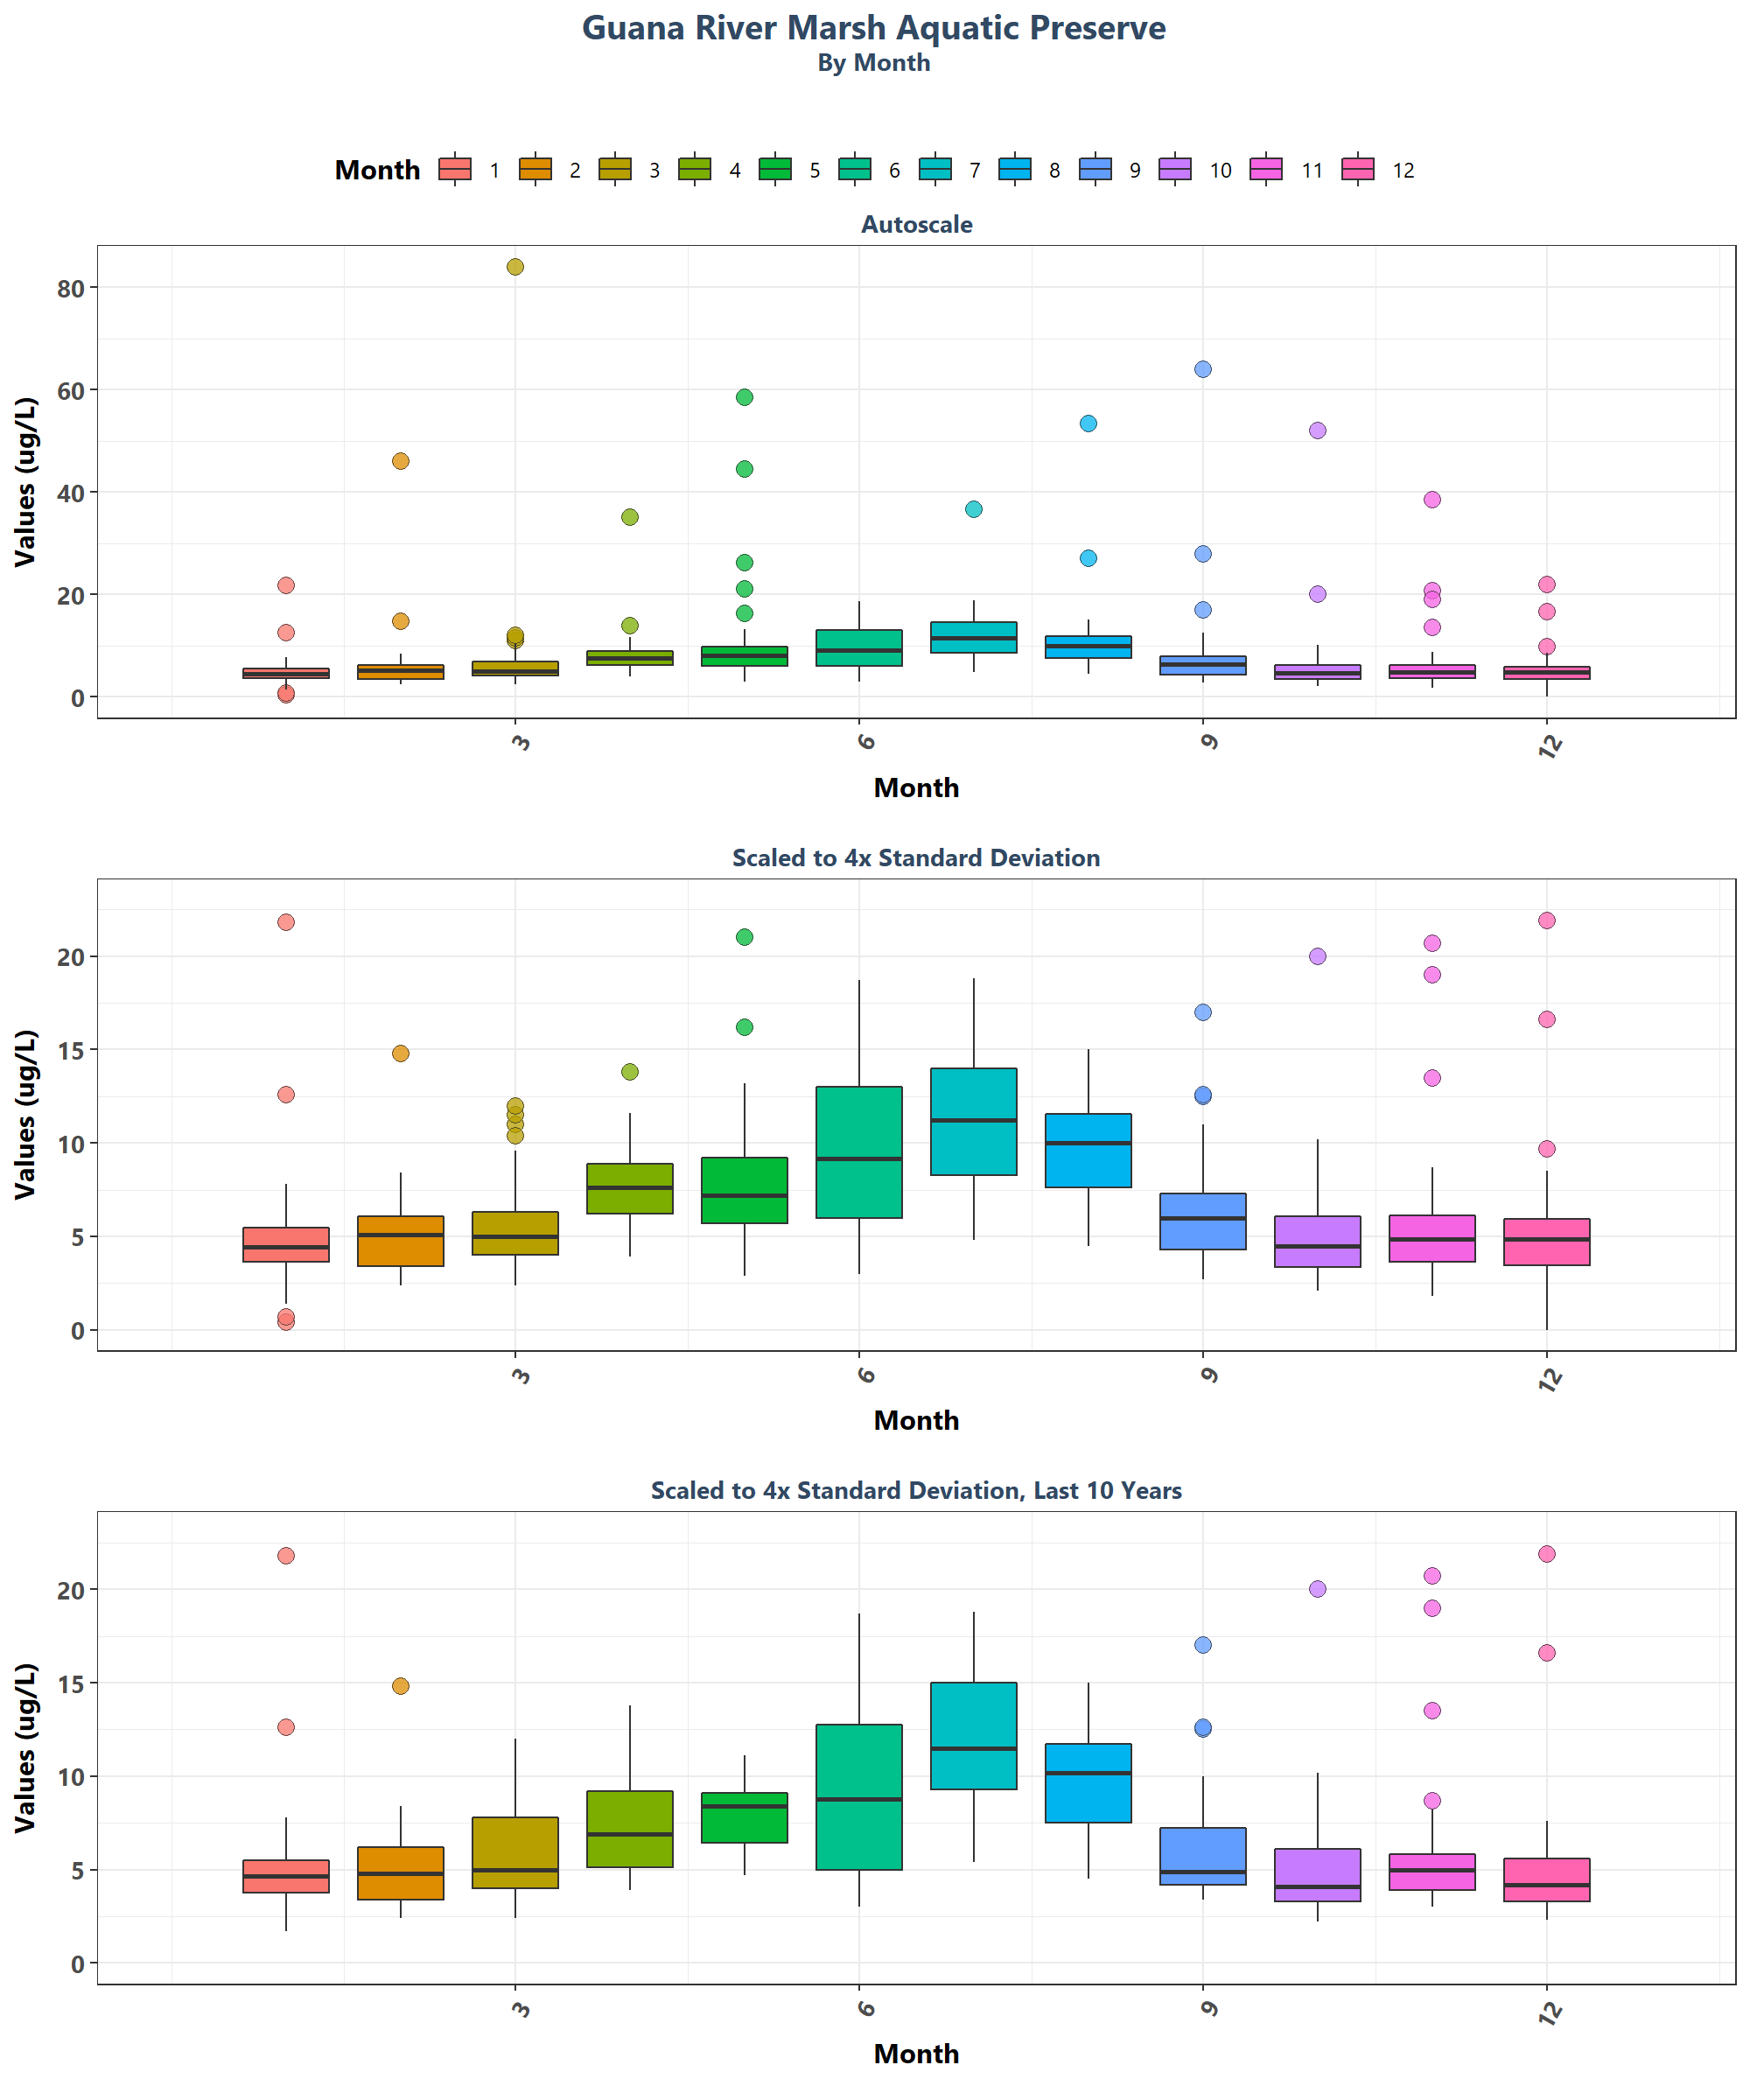 Guana River Marsh Aquatic Preserve
By Month
Month 1 2 3 4 5 6 7 8 9 10 11 12
Autoscale
Values (ug/L)
80
60
40
20
0
3 6 9 12
Month
Scaled to 4x Standard Deviation
Values (ug/L)
20
15
10
5
0
3 6 9 12
Month
Scaled to 4x Standard Deviation, Last 10 Years
Values (ug/L)
20
15
10
5
0
3 6 9 12
Month